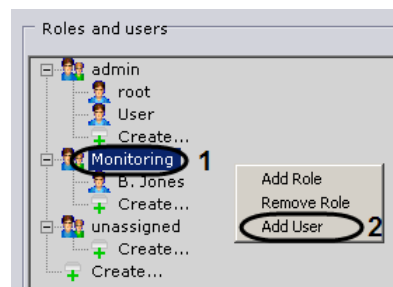 Roles and users
admin
root
User
Create...
Monitoring 1
B. Jones
Create...
unassigned
Create...
Create...
Add Role
Remove Role
Add User 2